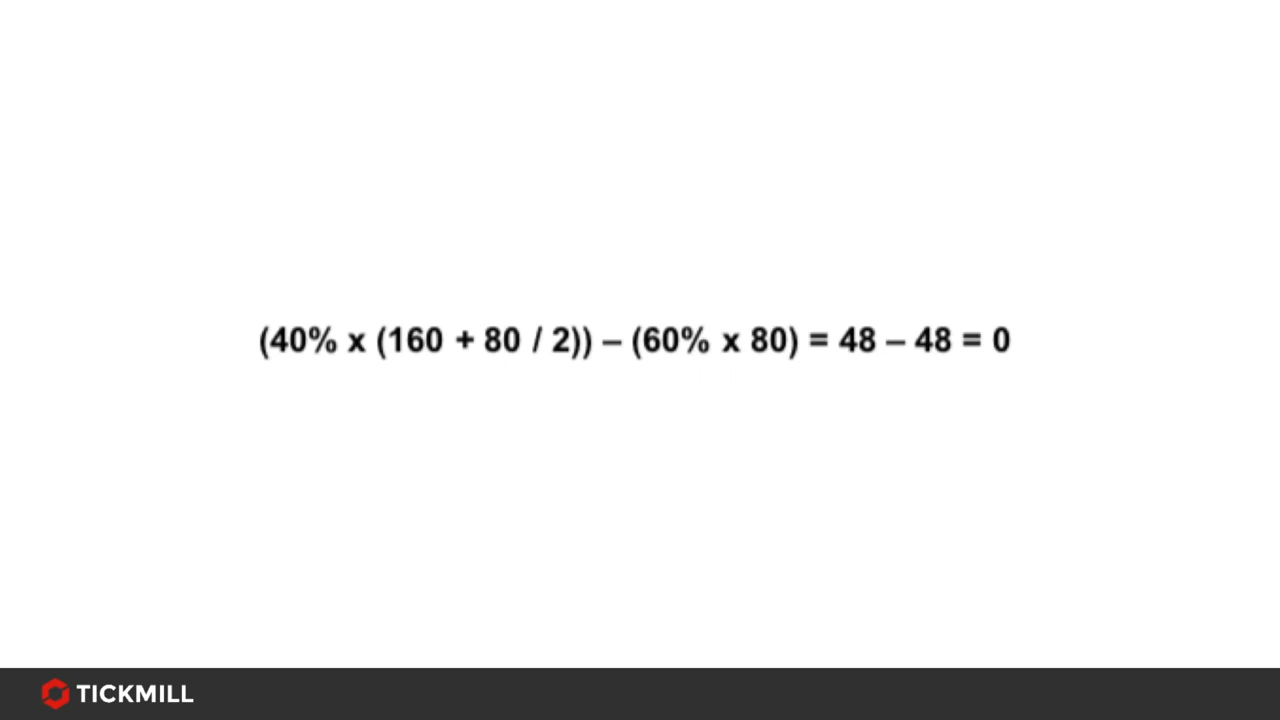 (40% x (160 + 80 / 2)) – (60% x 80) = 48 – 48 = 0
TICKMILL